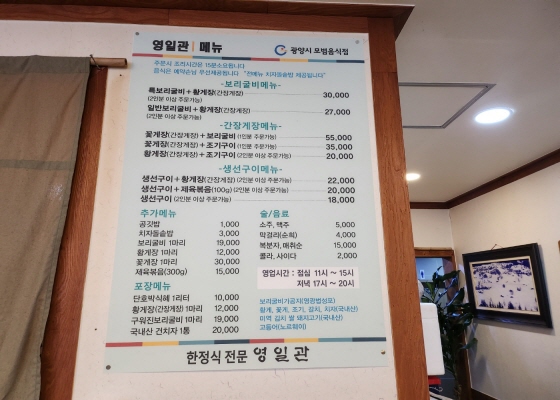 영일관 | 메뉴
광양시 모범음식점
주문시 조리시간은 15분소요됩니다
음식은 예약손님 우선제공됩니다 "전메뉴 치자돌솥밥 제공됩니다"
-보리굴비메뉴-
특보리굴비+황게장(간장게장) 30,000
(2인분 이상 주문가능)
일반보리굴비+황게장(간장게장) 27,000
(2인분 이상 주문가능)
-간장게장메뉴-
꽃게장(간장게장)+보리굴비(1인분 주문가능) 55,000
꽃게장(간장게장)+조기구이(1인분 주문가능) 35,000
황게장(간장게장)+조기구이(2인분 이상 주문가능) 20,000
-생선구이메뉴-
생선구이+황게장(간장게장)(2인분 이상 주문가능) 22,000
생선구이+제육볶음(100g)(2인분 이상 주문가능) 20,000
생선구이(2인분 이상 주문가능) 18,000
추가메뉴
공깃밥 1,000
치자돌솥밥 3,000
보리굴비 1마리 19,000
황게장 1마리 12,000
꽃게장 1마리 30,000
제육볶음(300g) 15,000
포장메뉴
단호박식혜 1리터 10,000
황게장(간장게장) 1마리 12,000
구워진보리굴비 1마리 19,000
국내산 건치자 1통 20,000
술/음료
소주, 맥주 5,000
막걸리(소희) 4,000
복분자, 매취순 15,000
콜라, 사이다 2,000
영업시간 : 점심 11시 ~ 15시
저녁 17시 ~ 20시
보리굴비가공지(영광법성포)
황게, 꽃게, 조기, 갈치, 치자(국내산)
미역 김치 쌀 돼지고기(국내산)
고등어(노르웨이)
한정식 전문 영일관